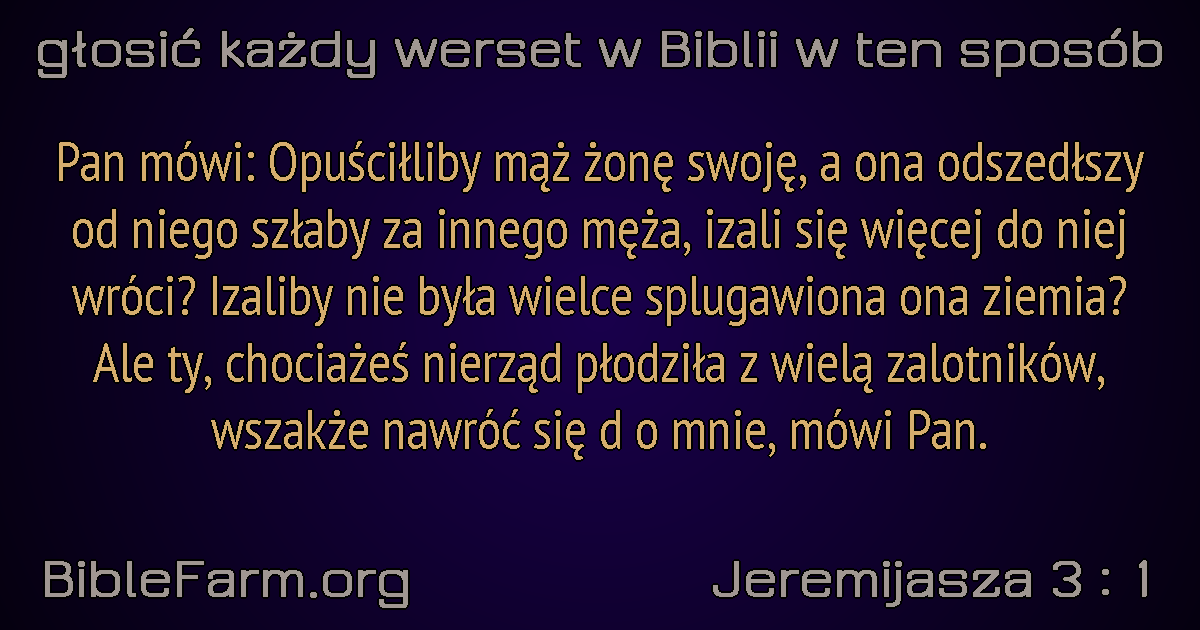 głosić każdy werset w Biblii w ten sposób
Pan mówi: Opuściłliby mąż żonę swoję, a ona odszedłszy
od niego szłaby za innego męża, izali się więcej do niej
wróci? Izaliby nie była wielce splugawiona ona ziemia?
Ale ty, chociażeś nierząd płodziła z wielą zalotników,
wszakże nawróć się d o mnie, mówi Pan.
BibleFarm.org
Jeremijasza 3 : 1